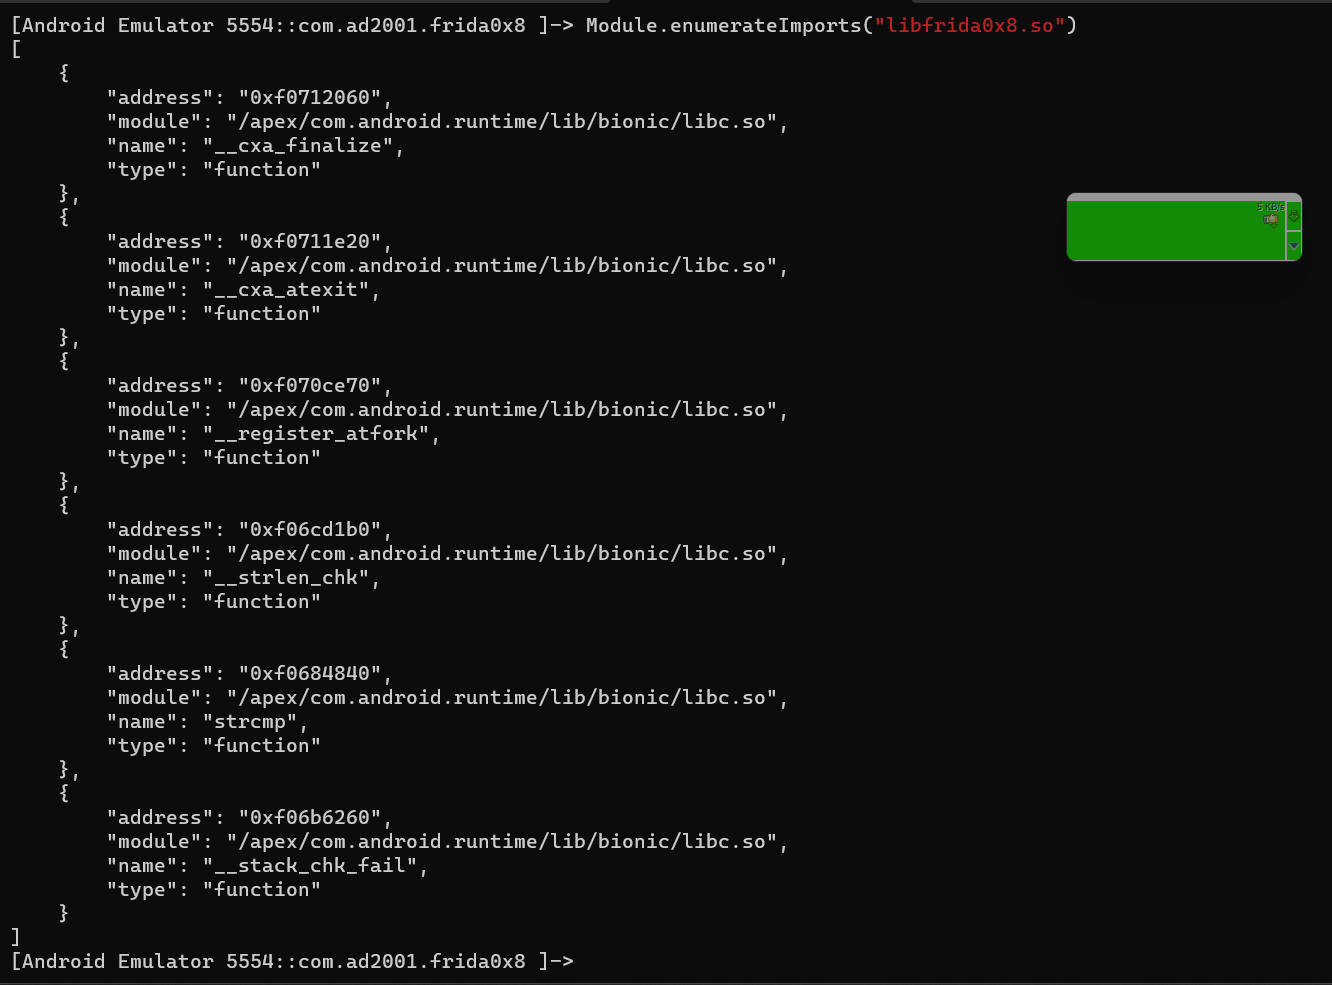 [Android Emulator 5554::com.ad2001.frida0x8 ]-> Module.enumerateImports("libfrida0x8.so")
[
    {
        "address": "0xf0712060",
        "module": "/apex/com.android.runtime/lib/bionic/libc.so",
        "name": "__cxa_finalize",
        "type": "function"
    },
    {
        "address": "0xf0711e20",
        "module": "/apex/com.android.runtime/lib/bionic/libc.so",
        "name": "__cxa_atexit",
        "type": "function"
    },
    {
        "address": "0xf070ce70",
        "module": "/apex/com.android.runtime/lib/bionic/libc.so",
        "name": "__register_atfork",
        "type": "function"
    },
    {
        "address": "0xf06cd1b0",
        "module": "/apex/com.android.runtime/lib/bionic/libc.so",
        "name": "__strlen_chk",
        "type": "function"
    },
    {
        "address": "0xf0684840",
        "module": "/apex/com.android.runtime/lib/bionic/libc.so",
        "name": "strcmp",
        "type": "function"
    },
    {
        "address": "0xf06b6260",
        "module": "/apex/com.android.runtime/lib/bionic/libc.so",
        "name": "__stack_chk_fail",
        "type": "function"
    }
]
[Android Emulator 5554::com.ad2001.frida0x8 ]->
5 KB/s